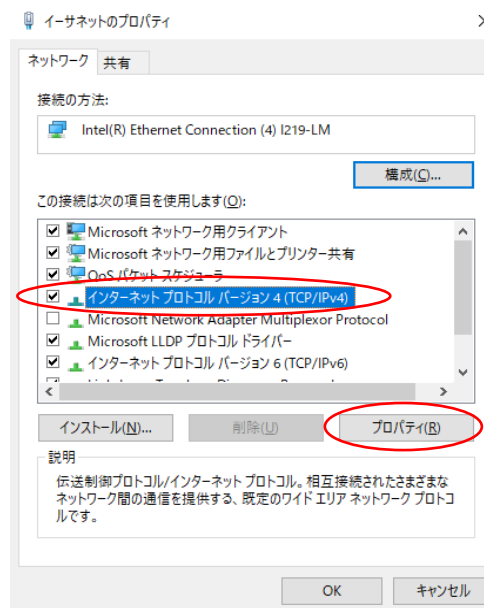 イーサネットのプロパティ
ネットワーク 共有
接続の方法:
Intel(R) Ethernet Connection (4) I219-LM
構成(C)...
この接続は次の項目を使用します(O):
Microsoft ネットワーク用クライアント
Microsoft ネットワーク用ファイルとプリンター共有
QoS パケット スケジューラ
インターネット プロトコル バージョン 4 (TCP/IPv4)
Microsoft Network Adapter Multiplexor Protocol
Microsoft LLDP プロトコル ドライバー
インターネット プロトコル バージョン 6 (TCP/IPv6)
インストール(N)... 削除(U) プロパティ(R)
説明
伝送制御プロトコル/インターネット プロトコル。相互接続されたさまざまな
ネットワーク間の通信を提供する、既定のワイド エリア ネットワーク プロトコ
ルです。
OK キャンセル